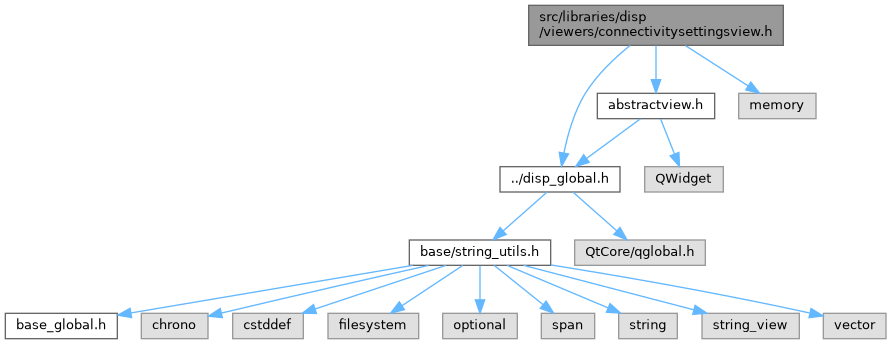 src/libraries/disp
/viewers/connectivitysettingsview.h
abstractview.h
memory
../disp_global.h
QWidget
base/string_utils.h
QtCore/qglobal.h
base_global.h
chrono
cstddef
filesystem
optional
span
string
string_view
vector